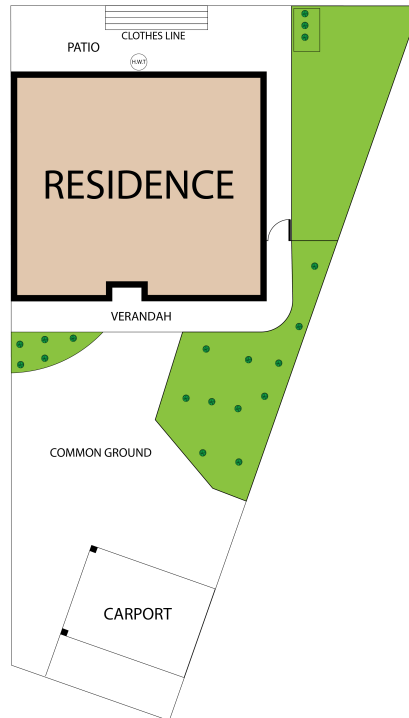 CLOTHES LINE
PATIO
H.W.T
RESIDENCE
VERANDAH
COMMON GROUND
CARPORT